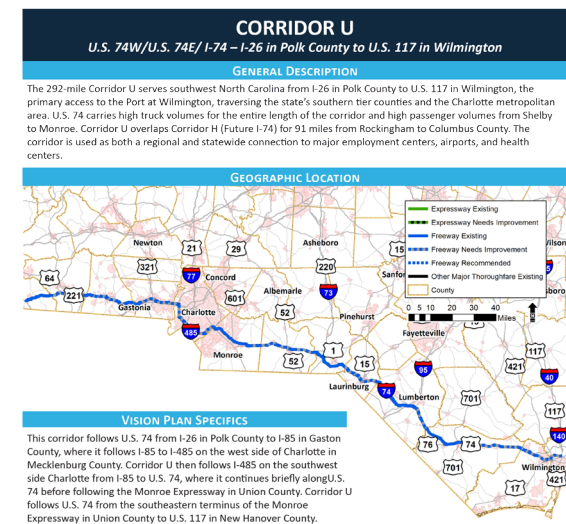 CORRIDOR U
U.S. 74W/U.S. 74E/ I-74 – I-26 in Polk County to U.S. 117 in Wilmington
GENERAL DESCRIPTION
The 292-mile Corridor U serves southwest North Carolina from I-26 in Polk County to U.S. 117 in Wilmington, the
primary access to the Port at Wilmington, traversing the state's southern tier counties and the Charlotte metropolitan
area. U.S. 74 carries high truck volumes for the entire length of the corridor and high passenger volumes from Shelby
to Monroe. Corridor U overlaps Corridor H (Future I-74) for 91 miles from Rockingham to Columbus County. The
corridor is used as both a regional and statewide connection to major employment centers, airports, and health
centers.
GEOGRAPHIC LOCATION
Expressway Existing
Expressway Needs Improvement
Freeway Existing
Freeway Needs Improvement
Freeway Recommended
Other Major Thoroughfare Existing
County
0 5 10 20 30 40
Miles
Newton
21
29
Asheboro
15
321
77
Concord
220
Sanfor
64
221
Gastonia
Charlotte
601
Albemarle
52
73
Pinehurst
Fayetteville
485
Monroe
52
1
15
95
421
117
40
Laurinburg
74
Lumberton
701
117
76
74
140
701
Wilmington
421
17
VISION PLAN SPECIFICS
This corridor follows U.S. 74 from I-26 in Polk County to I-85 in Gaston
County, where it follows I-85 to I-485 on the west side of Charlotte in
Mecklenburg County. Corridor U then follows I-485 on the southwest
side Charlotte from I-85 to U.S. 74, where it continues briefly alongU.S.
74 before following the Monroe Expressway in Union County. Corridor U
follows U.S. 74 from the southeastern terminus of the Monroe
Expressway in Union County to U.S. 117 in New Hanover County.